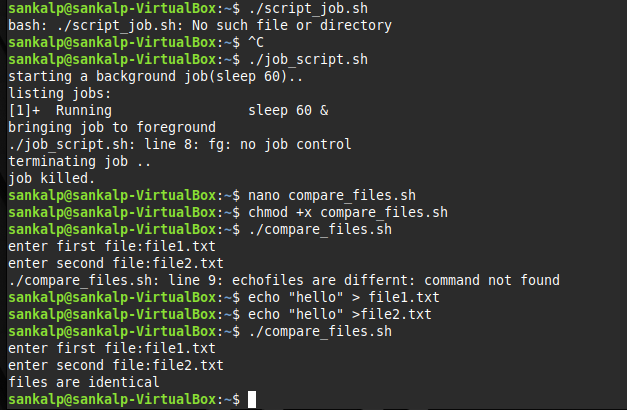 sankalp@sankalp-VirtualBox:~$ ./script_job.sh
bash: ./script_job.sh: No such file or directory
sankalp@sankalp-VirtualBox:~$ ^C
sankalp@sankalp-VirtualBox:~$ ./job_script.sh
starting a background job(sleep 60)..
listing jobs:
[1]+  Running                 sleep 60 &
bringing job to foreground
./job_script.sh: line 8: fg: no job control
terminating job ..
job killed.
sankalp@sankalp-VirtualBox:~$ nano compare_files.sh
sankalp@sankalp-VirtualBox:~$ chmod +x compare_files.sh
sankalp@sankalp-VirtualBox:~$ ./compare_files.sh
enter first file:file1.txt
enter second file:file2.txt
./compare_files.sh: line 9: echofiles are differnt: command not found
sankalp@sankalp-VirtualBox:~$ echo "hello" > file1.txt
sankalp@sankalp-VirtualBox:~$ echo "hello" >file2.txt
sankalp@sankalp-VirtualBox:~$ ./compare_files.sh
enter first file:file1.txt
enter second file:file2.txt
files are identical
sankalp@sankalp-VirtualBox:~$